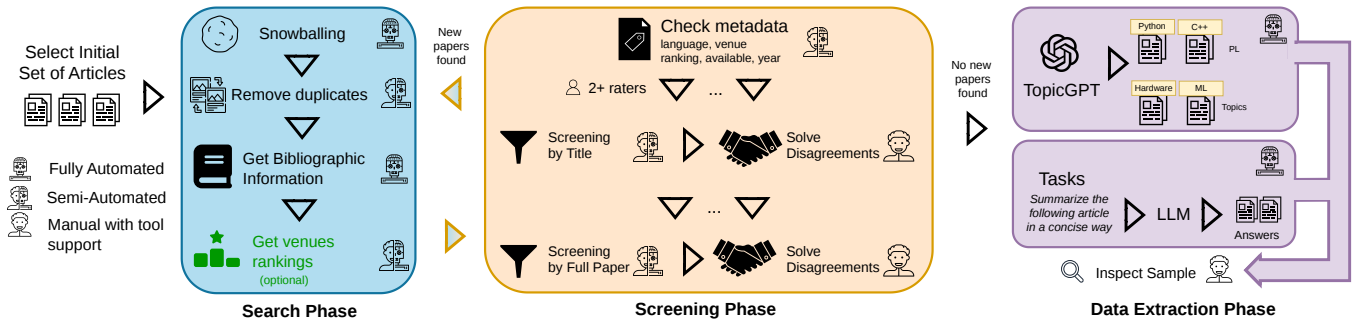 Select Initial
Set of Articles
Fully Automated
Semi-Automated
Manual with tool
support
Snowballing
Remove duplicates
Get Bibliographic
Information
Get venues
rankings
(optional)
Search Phase
New
papers
found
Check metadata
language, venue
ranking, available, year
2+ raters
...
Screening
by Title
Solve
Disagreements
...
Screening
by Full Paper
Solve
Disagreements
Screening Phase
No new
papers
found
TopicGPT
Python
C++
PL
Hardware
ML
Topics
Tasks
Summarize the
following article
in a concise way
LLM
Answers
Inspect Sample
Data Extraction Phase